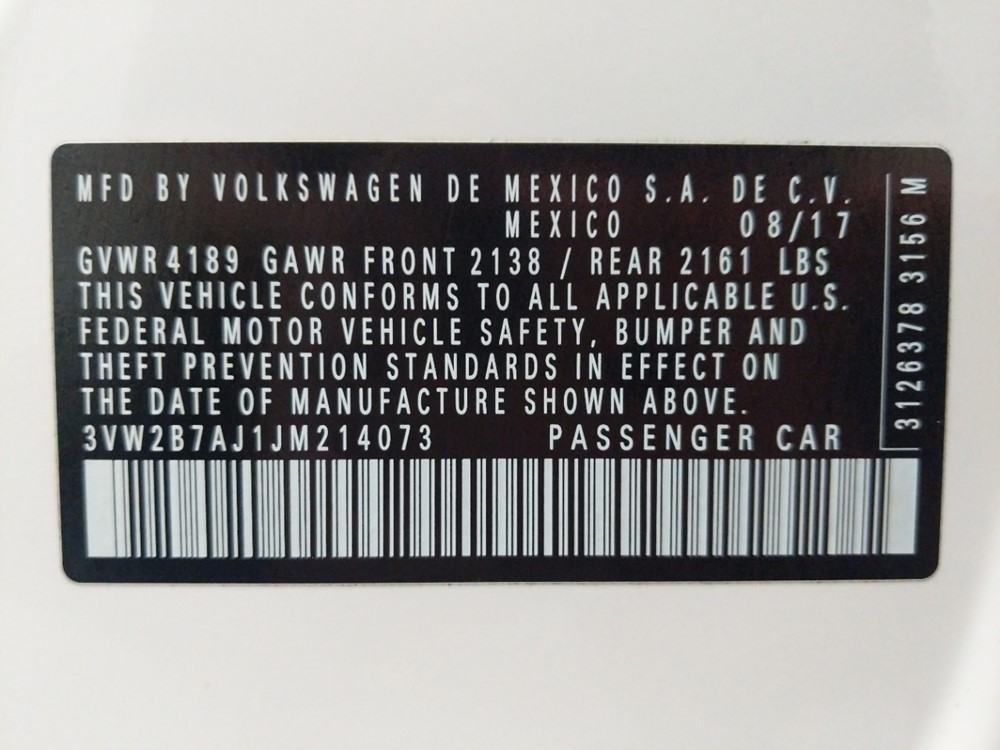 MFD BY VOLKSWAGEN DE MEXICO S.A. DE C.V.
MEXICO 08/17
GVWR 4189 GAWR FRONT 2138 / REAR 2161 LBS
THIS VEHICLE CONFORMS TO ALL APPLICABLE U.S.
FEDERAL MOTOR VEHICLE SAFETY, BUMPER AND
THEFT PREVENTION STANDARDS IN EFFECT ON
THE DATE OF MANUFACTURE SHOWN ABOVE.
3VW2B7AJ1JM214073 PASSENGER CAR
3126378 3156 M